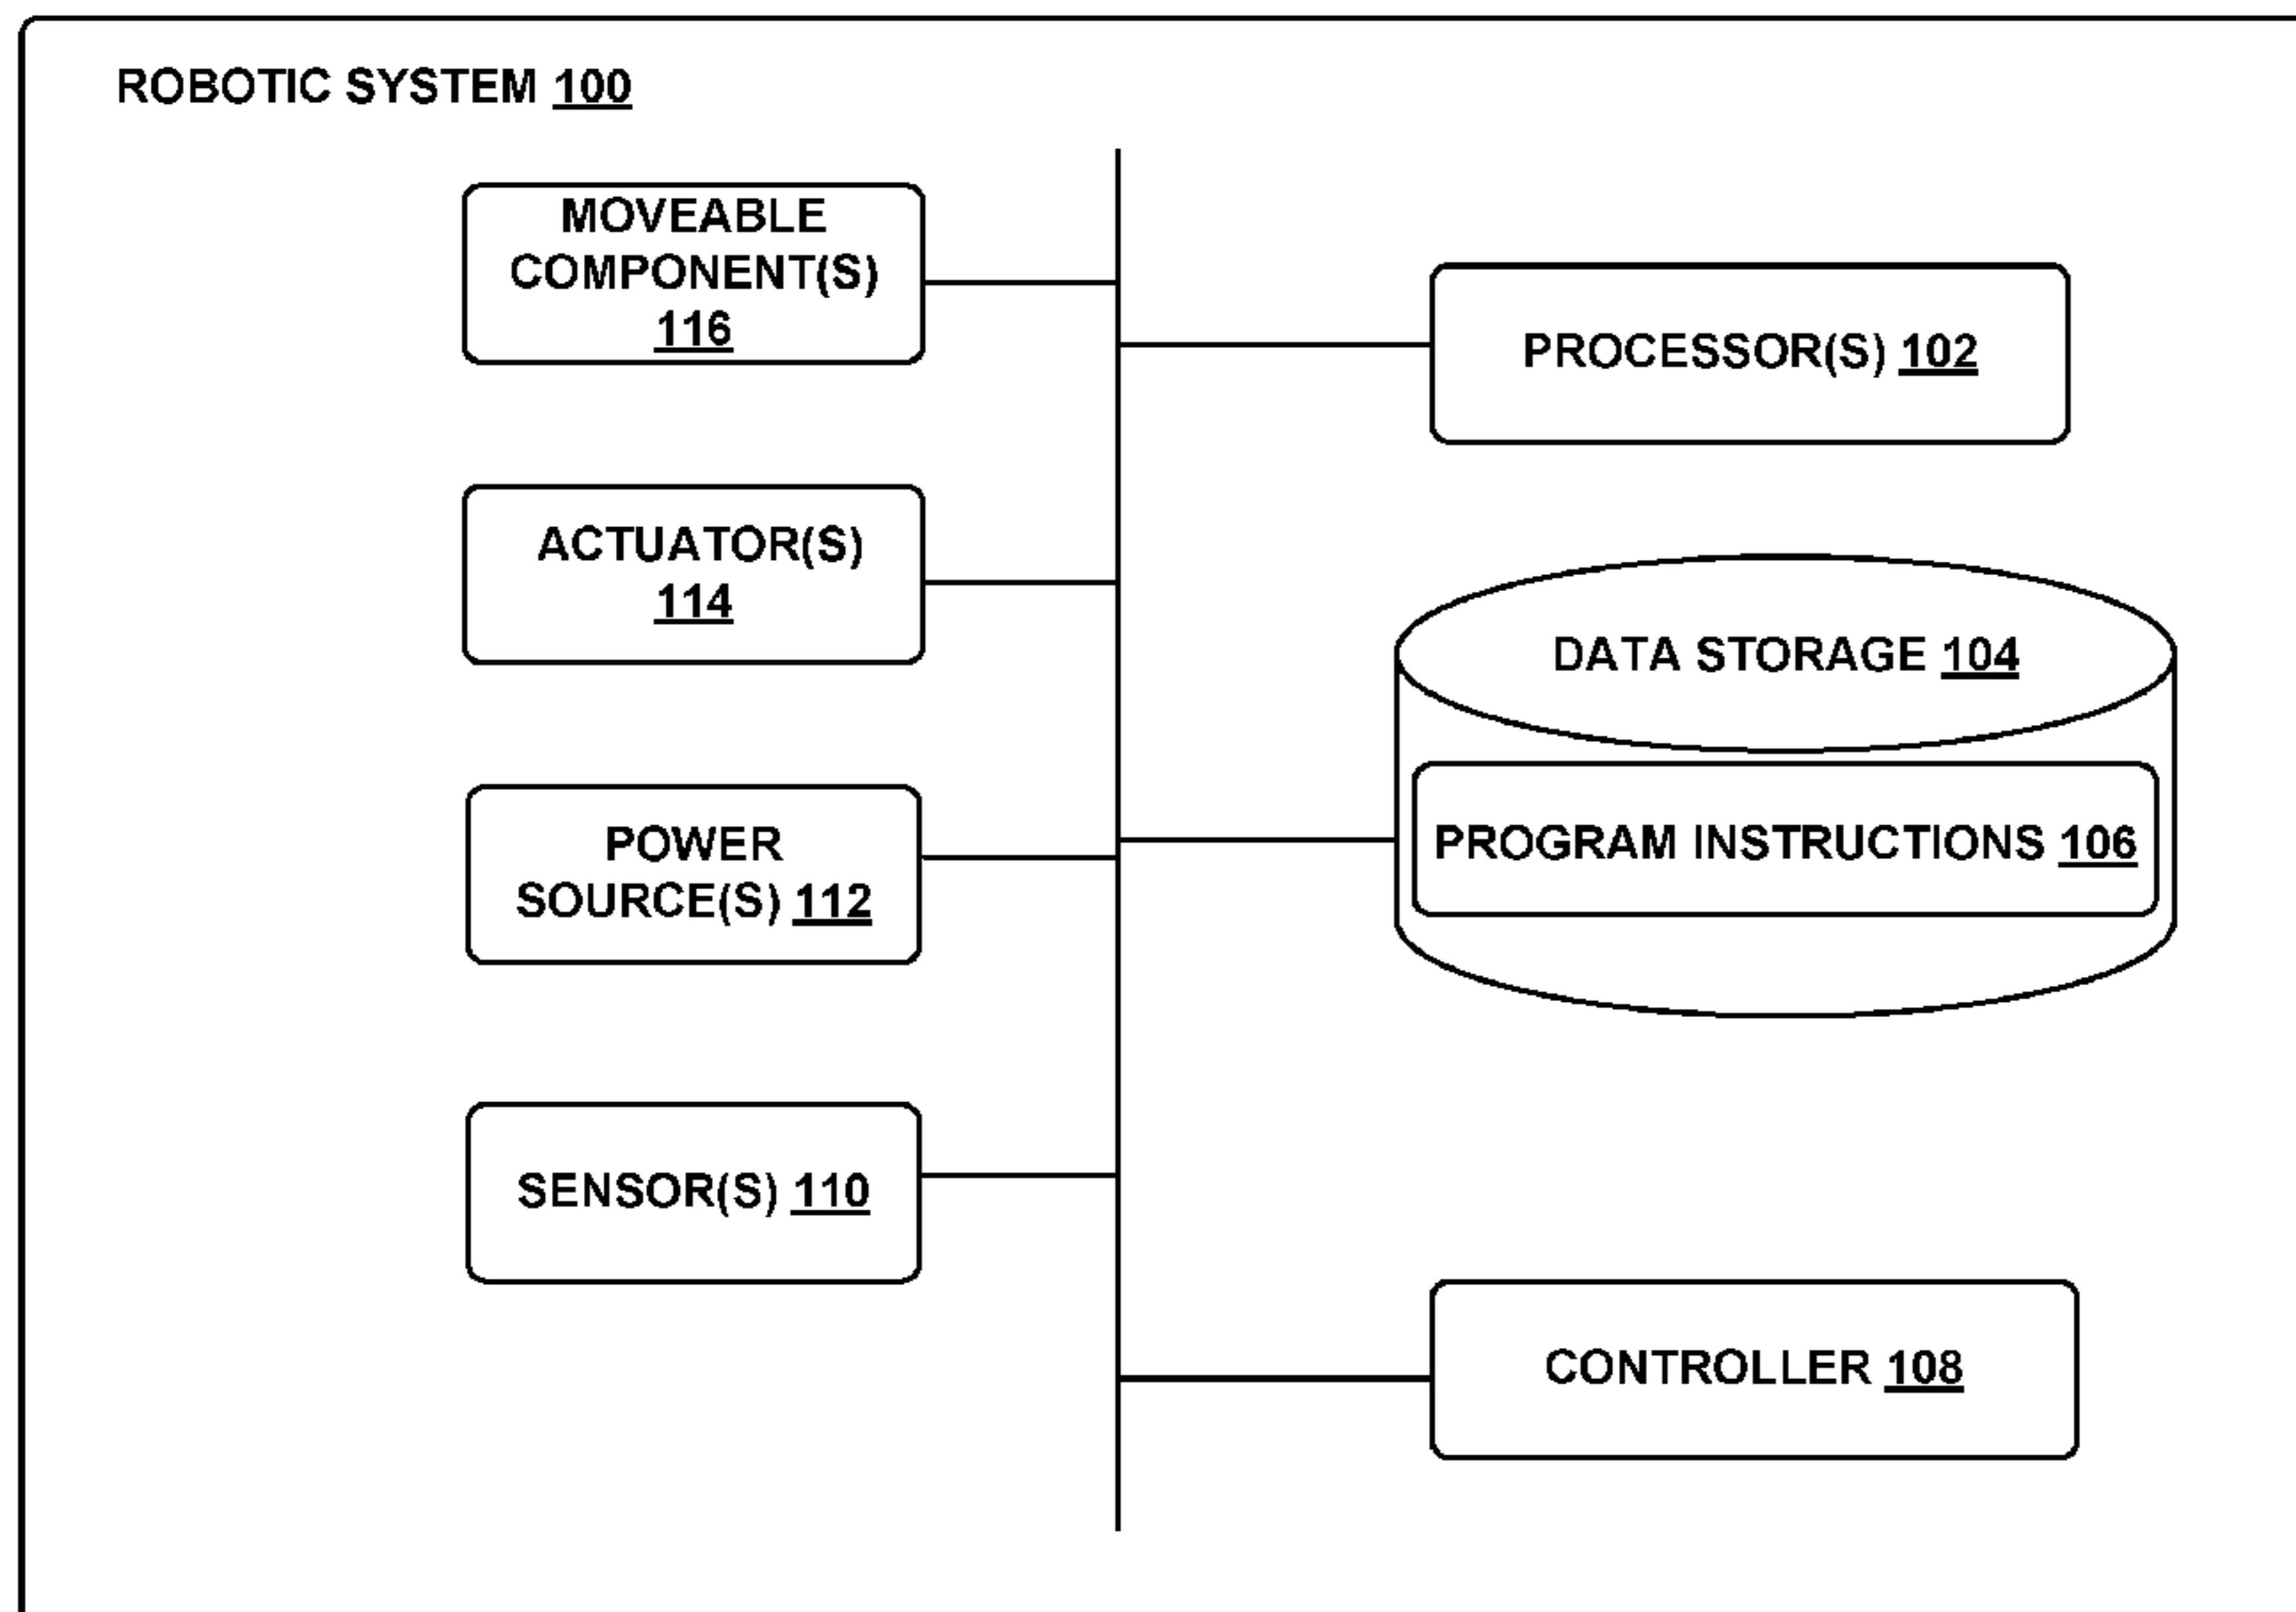 ROBOTIC SYSTEM 100
MOVEABLE
COMPONENT(S)
116
PROCESSOR(S) 102
ACTUATOR(S)
114
DATA STORAGE 104
PROGRAM INSTRUCTIONS 106
POWER
SOURCE(S) 112
SENSOR(S) 110
CONTROLLER 108